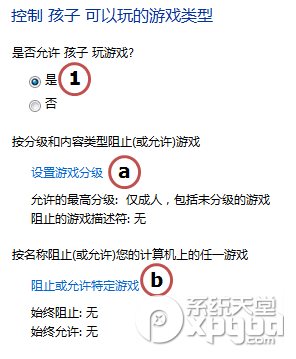 控制 孩子 可以玩的游戏类型
是否允许 孩子 玩游戏?
是 1
否
按分级和内容类型阻止(或允许)游戏
设置游戏分级 a
允许的最高分级: 仅成人，包括未分级的游戏
阻止的游戏描述符: 无
按名称阻止(或允许)您的计算机上的任一游戏
阻止或允许特定游戏 b
始终阻止: 无
始终允许: 无
系统天堂
xpgod.com